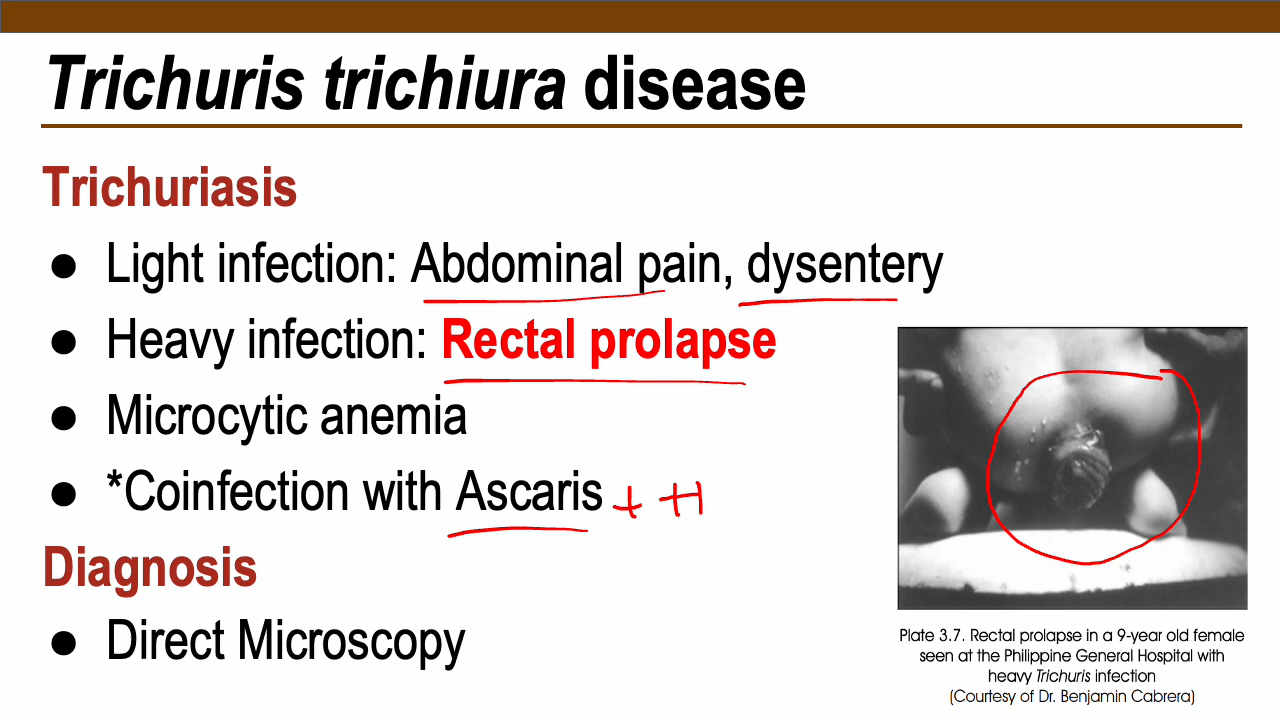 Trichuris trichiura disease
Trichuriasis
● Light infection: Abdominal pain, dysentery
● Heavy infection: Rectal prolapse
● Microcytic anemia
● *Coinfection with Ascaris + H
Diagnosis
● Direct Microscopy
Plate 3.7. Rectal prolapse in a 9-year old female
seen at the Philippine General Hospital with
heavy Trichuris infection
(Courtesy of Dr. Benjamin Cabrera)